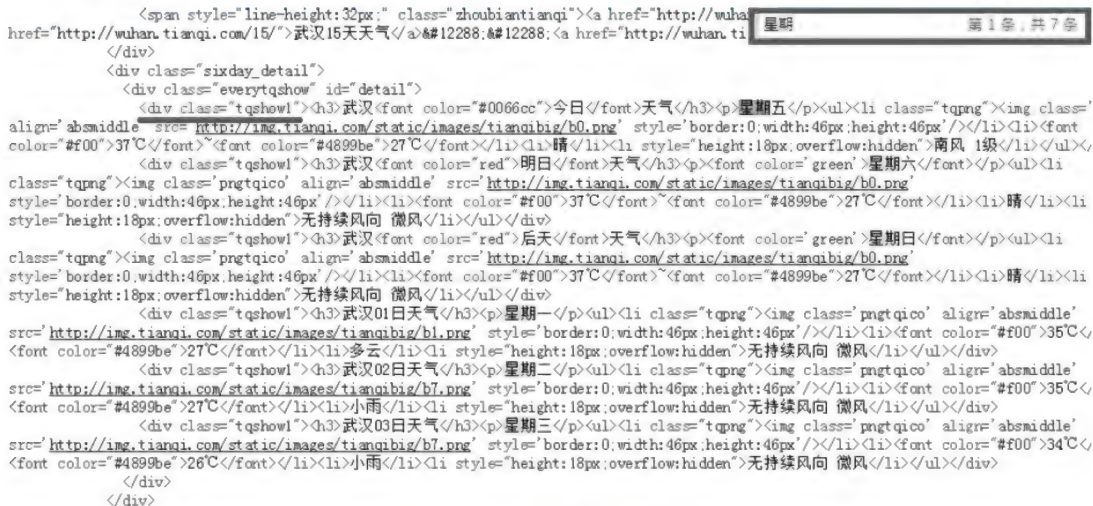 <span style="line-height:32px;" class="zhoubiantianqi"><a href="http://wuha
href="http://wuhan.tianqi.com/15/">武汉15天天气</a>&#12288;&#12288;<a href="http://wuhan.ti
星期 第1条,共7条
</div>
<div class="sixday_detail">
<div class="everytqshow" id="detail">
<div class="tqshow1"><h3>武汉<font color="#0066cc">今日</font>天气</h3><p>星期五</p><ul><li class="tqpng"><img class='
align='absmiddle' src='http://img.tianqi.com/static/images/tianqibig/b0.png' style='border:0;width:46px;height:46px'/></li><li><font
color="#f00">37℃</font>~<font color="#4899be">27℃</font></li><li>晴</li><li style="height:18px;overflow:hidden">南风 1级</li></ul></
<div class="tqshow1"><h3>武汉<font color="red">明日</font>天气</h3><p><font color='green'>星期六</font></p><ul><li
class="tqpng"><img class='pngtqico' align='absmiddle' src='http://img.tianqi.com/static/images/tianqibig/b0.png'
style='border:0;width:46px;height:46px'/></li><li><font color="#f00">37℃</font>~<font color="#4899be">27℃</font></li><li>晴</li><li
style="height:18px;overflow:hidden">无持续风向 微风</li></ul></div>
<div class="tqshow1"><h3>武汉<font color="red">后天</font>天气</h3><p><font color='green'>星期日</font></p><ul><li
class="tqpng"><img class='pngtqico' align='absmiddle' src='http://img.tianqi.com/static/images/tianqibig/b0.png'
style='border:0;width:46px;height:46px'/></li><li><font color="#f00">37℃</font>~<font color="#4899be">27℃</font></li><li>晴</li><li
style="height:18px;overflow:hidden">无持续风向 微风</li></ul></div>
<div class="tqshow1"><h3>武汉01日天气</h3><p>星期一</p><ul><li class="tqpng"><img class='pngtqico' align='absmiddle'
src='http://img.tianqi.com/static/images/tianqibig/b1.png' style='border:0;width:46px;height:46px'/></li><li><font color="#f00">35℃</
<font color="#4899be">27℃</font></li><li>多云</li><li style="height:18px;overflow:hidden">无持续风向 微风</li></ul></div>
<div class="tqshow1"><h3>武汉02日天气</h3><p>星期二</p><ul><li class="tqpng"><img class='pngtqico' align='absmiddle'
src='http://img.tianqi.com/static/images/tianqibig/b7.png' style='border:0;width:46px;height:46px'/></li><li><font color="#f00">35℃</
<font color="#4899be">27℃</font></li><li>小雨</li><li style="height:18px;overflow:hidden">无持续风向 微风</li></ul></div>
<div class="tqshow1"><h3>武汉03日天气</h3><p>星期三</p><ul><li class="tqpng"><img class='pngtqico' align='absmiddle'
src='http://img.tianqi.com/static/images/tianqibig/b7.png' style='border:0;width:46px;height:46px'/></li><li><font color="#f00">34℃</
<font color="#4899be">26℃</font></li><li>小雨</li><li style="height:18px;overflow:hidden">无持续风向 微风</li></ul></div>
</div>
</div>